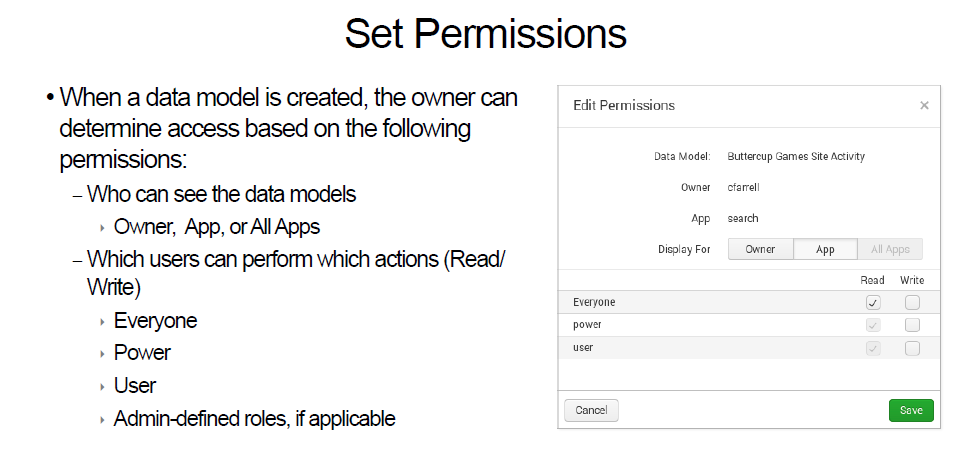 Set Permissions
• When a data model is created, the owner can
determine access based on the following
permissions:
– Who can see the data models
Owner, App, or All Apps
– Which users can perform which actions (Read/
Write)
Everyone
Power
User
Admin-defined roles, if applicable
Edit Permissions ×
Data Model: Buttercup Games Site Activity
Owner cfarrell
App search
Display For Owner App All Apps
Read Write
Everyone
power
user
Cancel Save